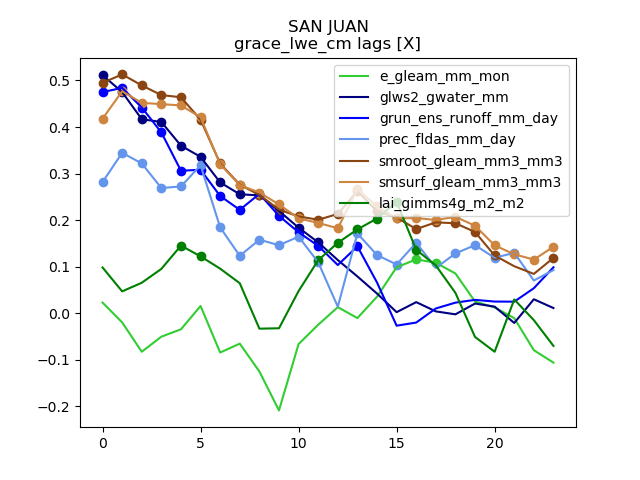 SAN JUAN
grace_lwe_cm lags [X]
e_gleam_mm_mon
glws2_gwater_mm
grun_ens_runoff_mm_day
prec_fldas_mm_day
smroot_gleam_mm3_mm3
smsurf_gleam_mm3_mm3
lai_gimms4g_m2_m2
0.5
0.4
0.3
0.2
0.1
0.0
−0.1
−0.2
0 5 10 15 20